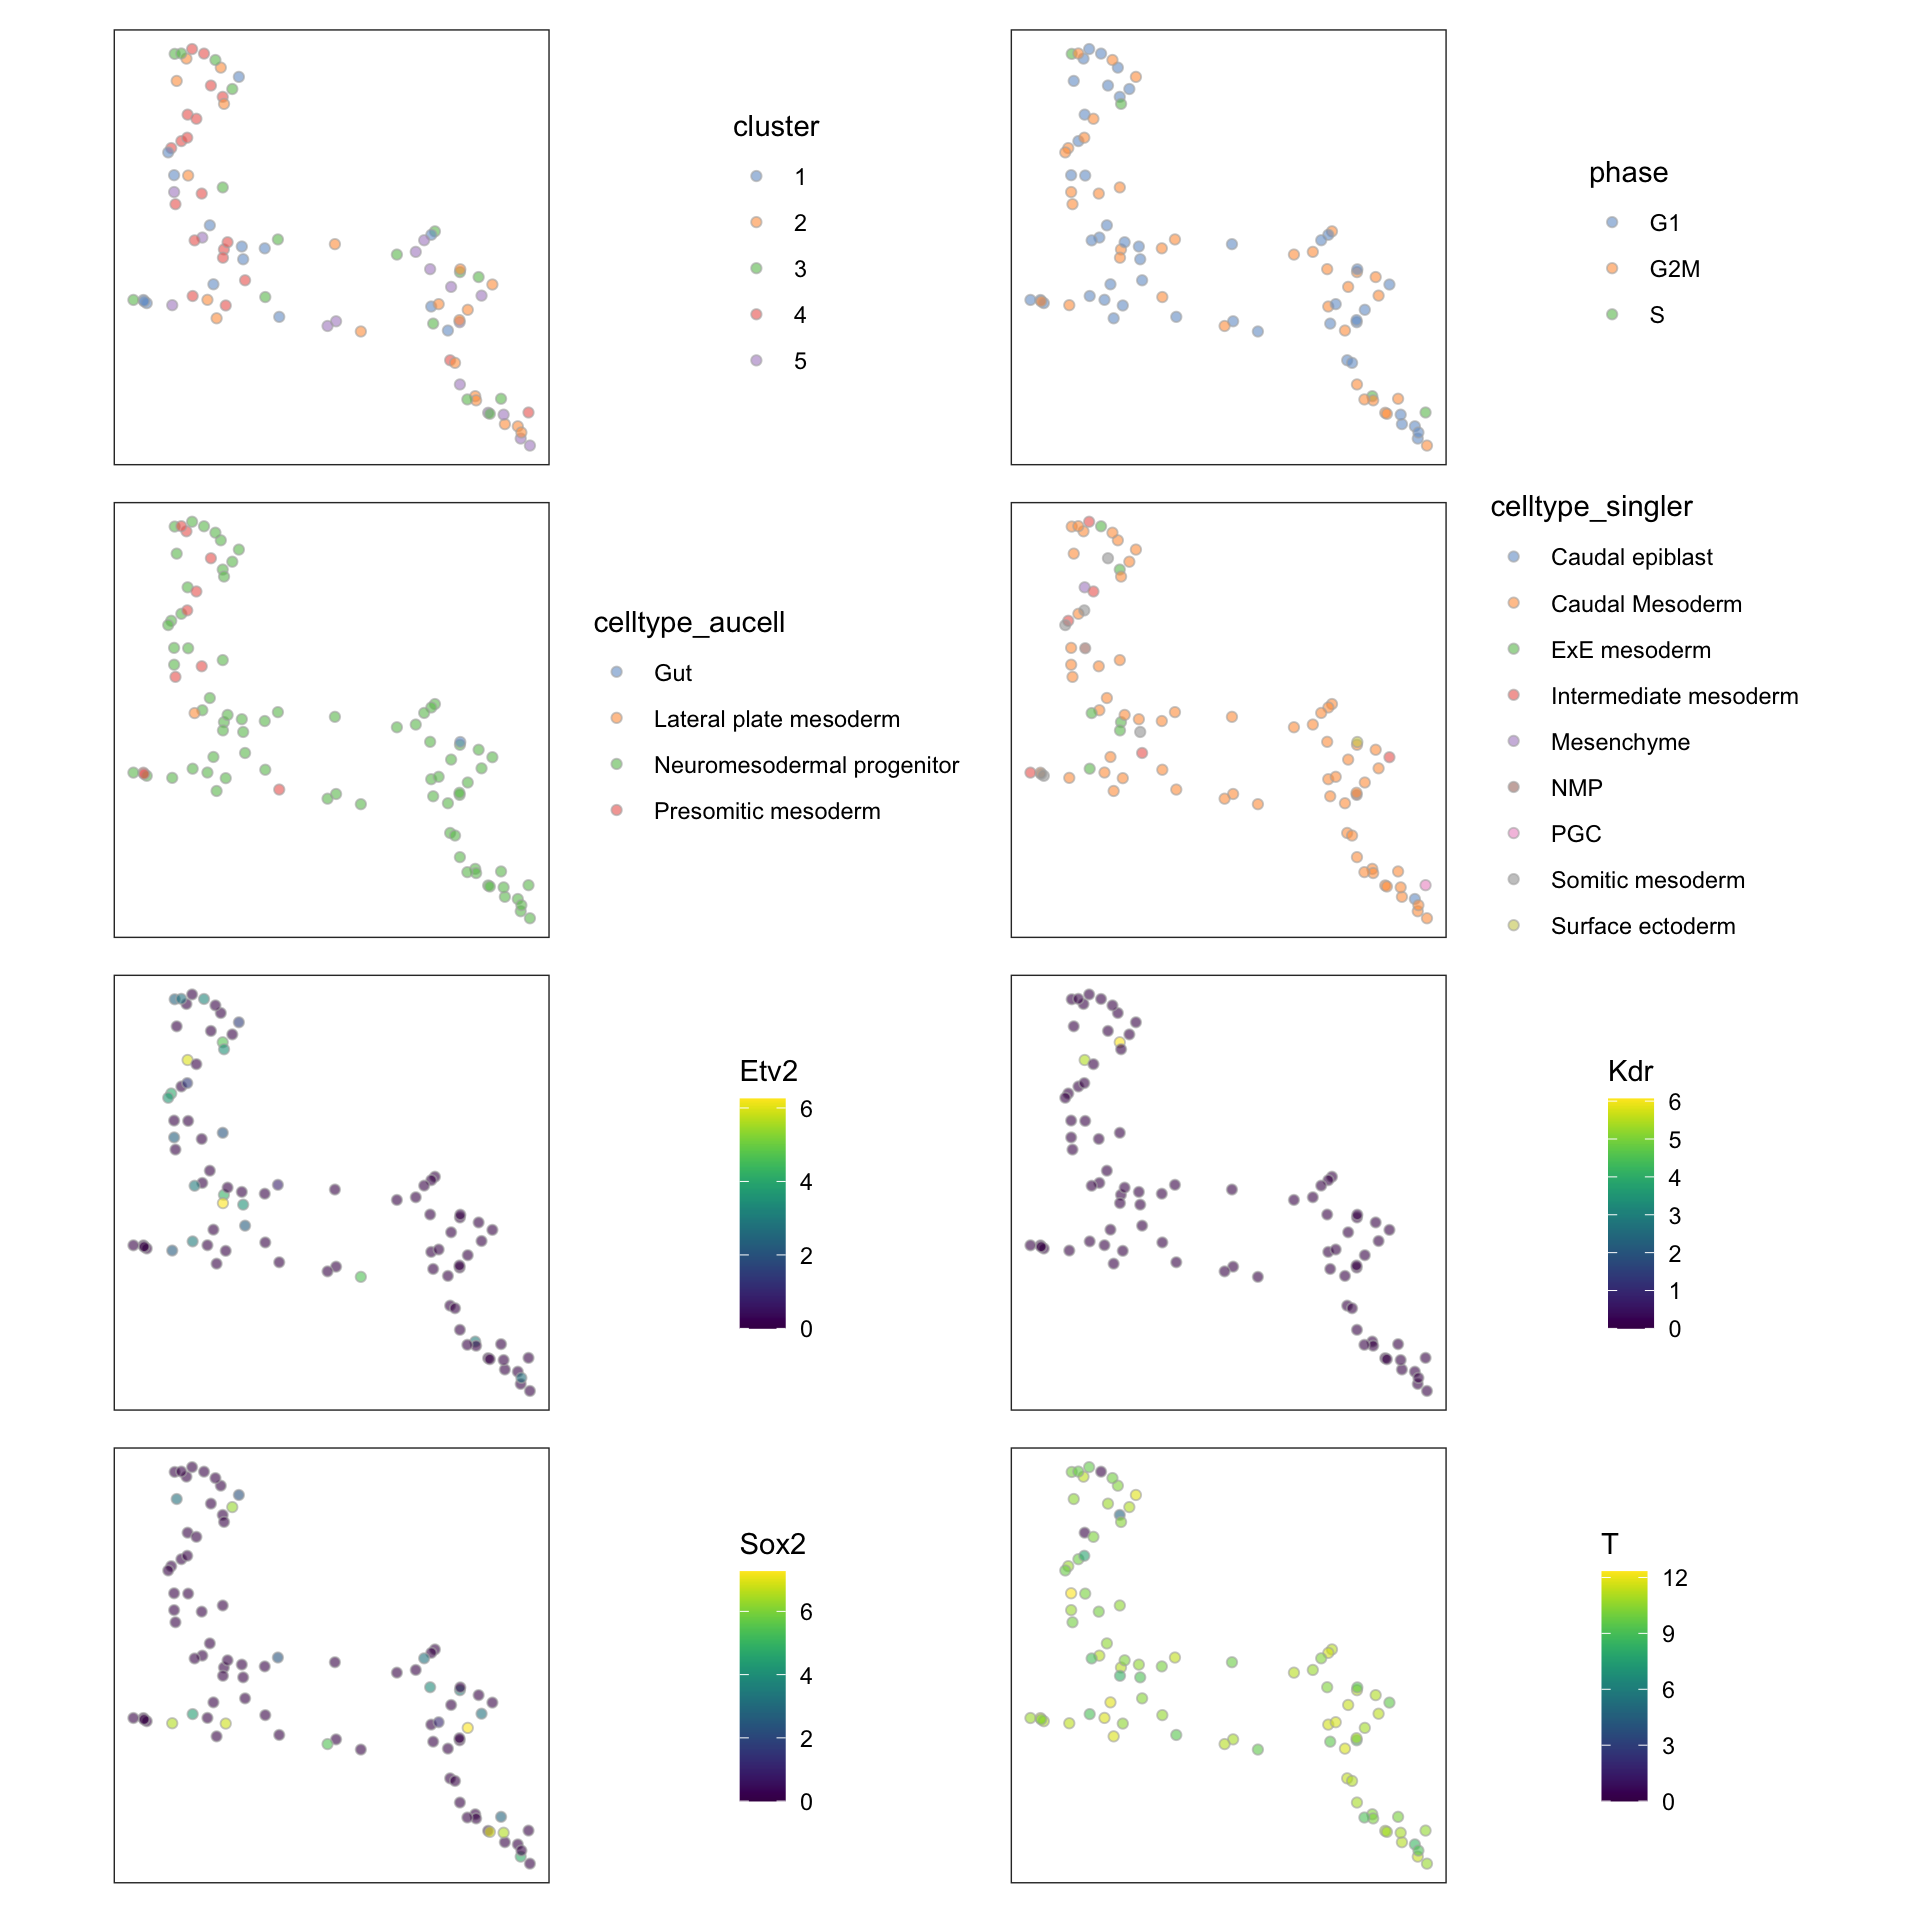 cluster
1
2
3
4
5
phase
G1
G2M
S
celltype_aucell
Gut
Lateral plate mesoderm
Neuromesodermal progenitor
Presomitic mesoderm
celltype_singler
Caudal epiblast
Caudal Mesoderm
ExE mesoderm
Intermediate mesoderm
Mesenchyme
NMP
PGC
Somitic mesoderm
Surface ectoderm
Etv2
6
4
2
0
Kdr
6
5
4
3
2
1
0
Sox2
6
4
2
0
T
12
9
6
3
0